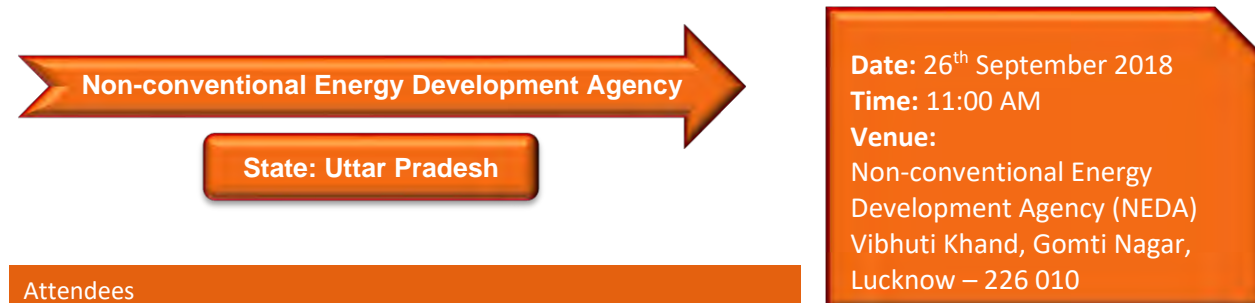 Non-conventional Energy Development Agency
State: Uttar Pradesh
Date: 26th September 2018
Time: 11:00 AM
Venue:
Non-conventional Energy
Development Agency (NEDA)
Vibhuti Khand, Gomti Nagar,
Lucknow – 226 010
Attendees